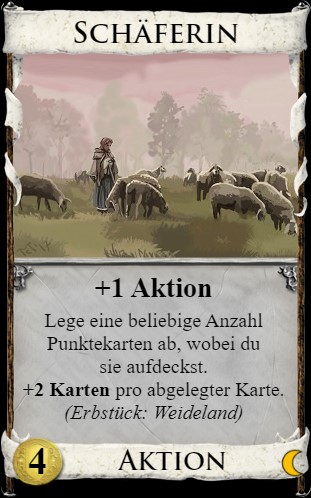 SCHÄFERIN
+1 Aktion
Lege eine beliebige Anzahl
Punktekarten ab, wobei du
sie aufdeckst.
+2 Karten pro abgelegter Karte.
(Erbstück: Weideland)
4
AKTION